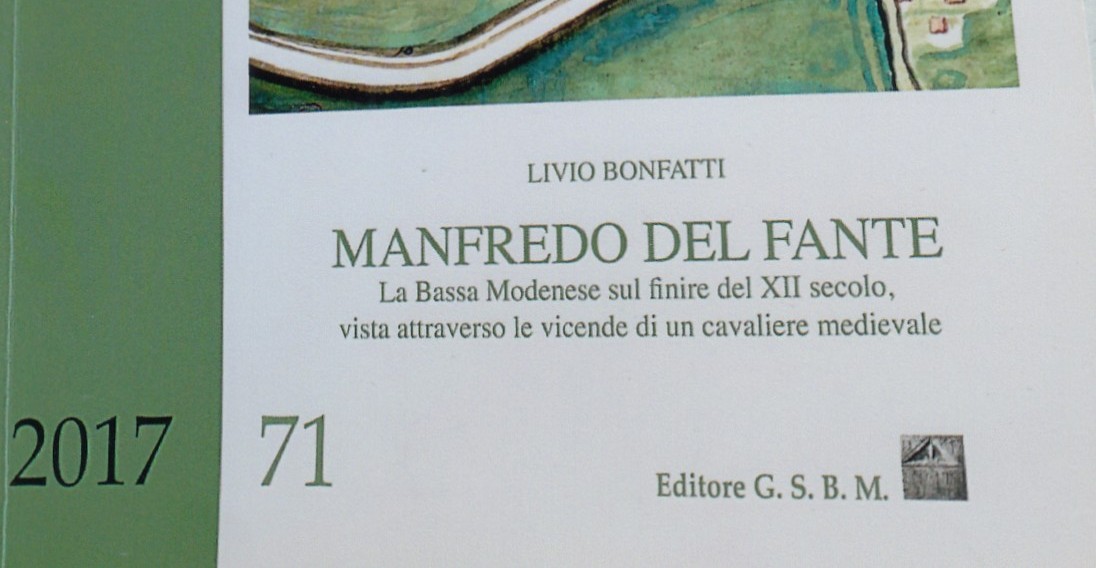 LIVIO BONFATTI
MANFREDO DEL FANTE
La Bassa Modenese sul finire del XII secolo,
vista attraverso le vicende di un cavaliere medievale
2017
71
Editore G. S. B. M.